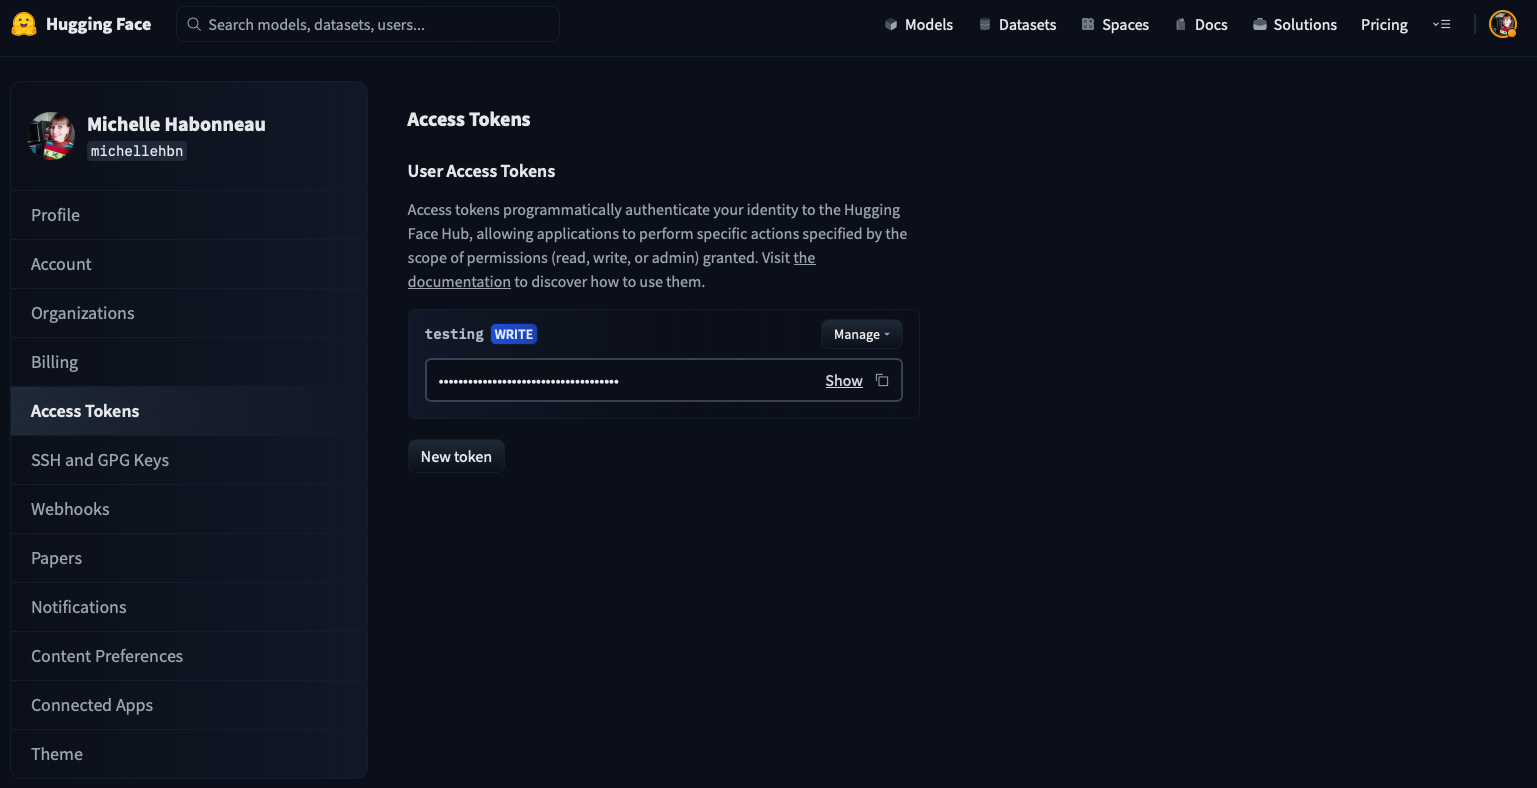 Hugging Face
Search models, datasets, users...
Models
Datasets
Spaces
Docs
Solutions
Pricing
Michelle Habonneau
michellehbn
Profile
Account
Organizations
Billing
Access Tokens
SSH and GPG Keys
Webhooks
Papers
Notifications
Content Preferences
Connected Apps
Theme
Access Tokens
User Access Tokens
Access tokens programmatically authenticate your identity to the Hugging
Face Hub, allowing applications to perform specific actions specified by the
scope of permissions (read, write, or admin) granted. Visit the
documentation to discover how to use them.
testing WRITE
Manage
••••••••••••••••••••••••••••••••••••• Show
New token